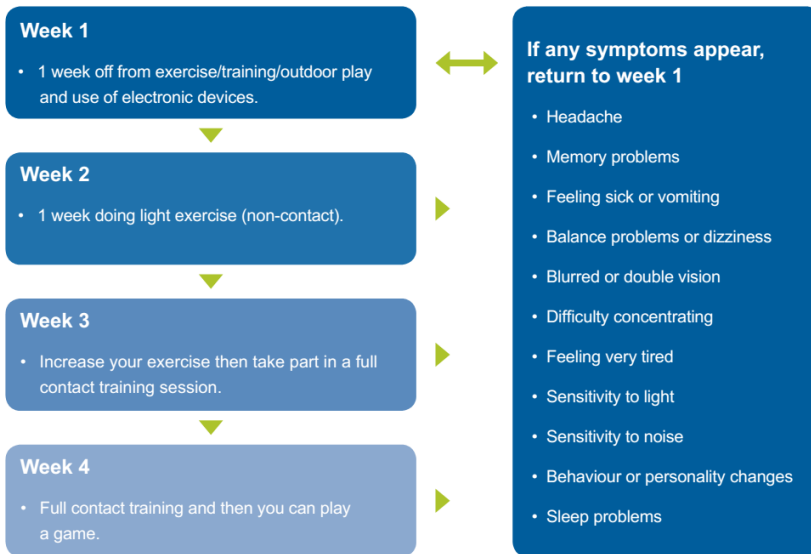 Week 1
• 1 week off from exercise/training/outdoor play
and use of electronic devices.
Week 2
• 1 week doing light exercise (non-contact).
Week 3
• Increase your exercise then take part in a full
contact training session.
Week 4
• Full contact training and then you can play
a game.
If any symptoms appear,
return to week 1
• Headache
• Memory problems
• Feeling sick or vomiting
• Balance problems or dizziness
• Blurred or double vision
• Difficulty concentrating
• Feeling very tired
• Sensitivity to light
• Sensitivity to noise
• Behaviour or personality changes
• Sleep problems